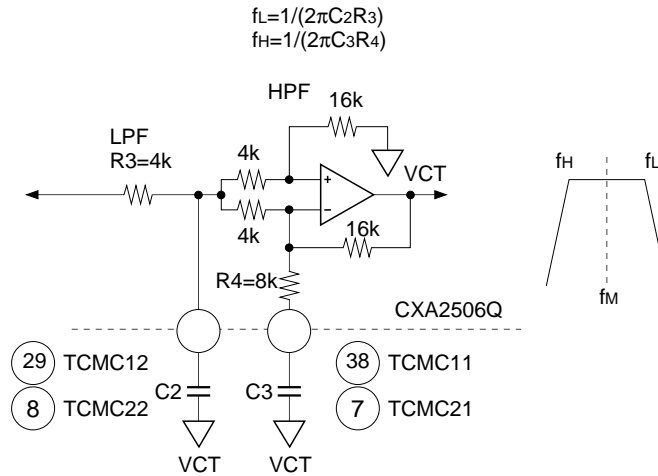 fL=1/(2πC2R3)
fH=1/(2πC3R4)
HPF
16k
LPF
R3=4k
4k
VCT
fH
fL
+
−
4k
16k
R4=8k
fM
CXA2506Q
29 TCMC12
38 TCMC11
C2
C3
8 TCMC22
7 TCMC21
VCT
VCT